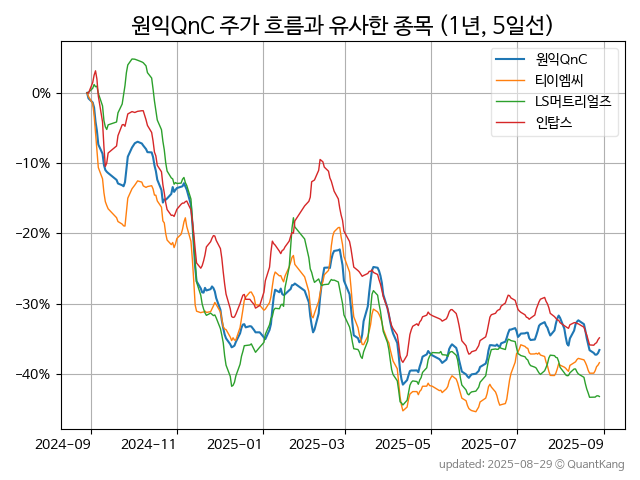 원익QnC 주가 흐름과 유사한 종목 (1년, 5일선)
원익QnC
티이엠씨
LS머트리얼즈
인탑스
0%
−10%
−20%
−30%
−40%
2024-09 2024-11 2025-01 2025-03 2025-05 2025-07 2025-09
updated: 2025-08-29 © QuantKang